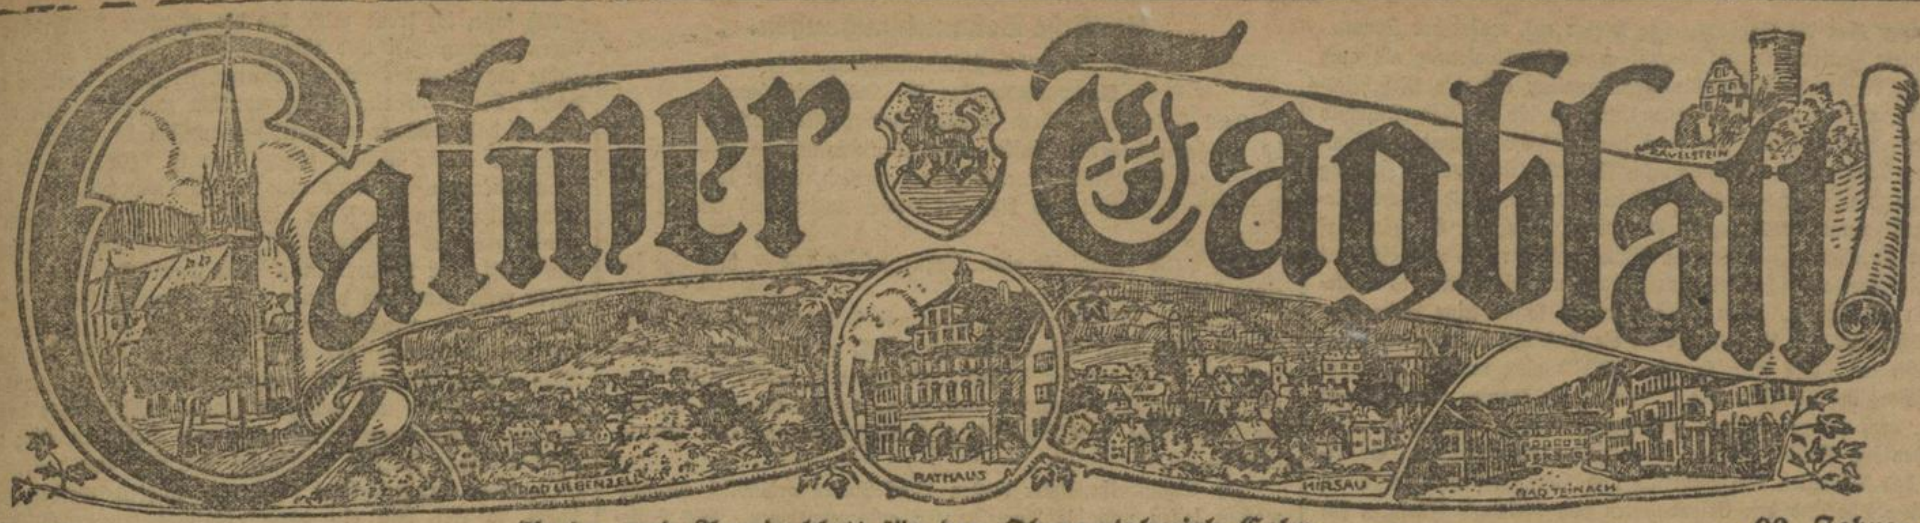 Calwer Tagblatt
ZAVELSTEIN
BAD LIEBENZELL
RATHAUS
HIRSAU
BAD TEINACH